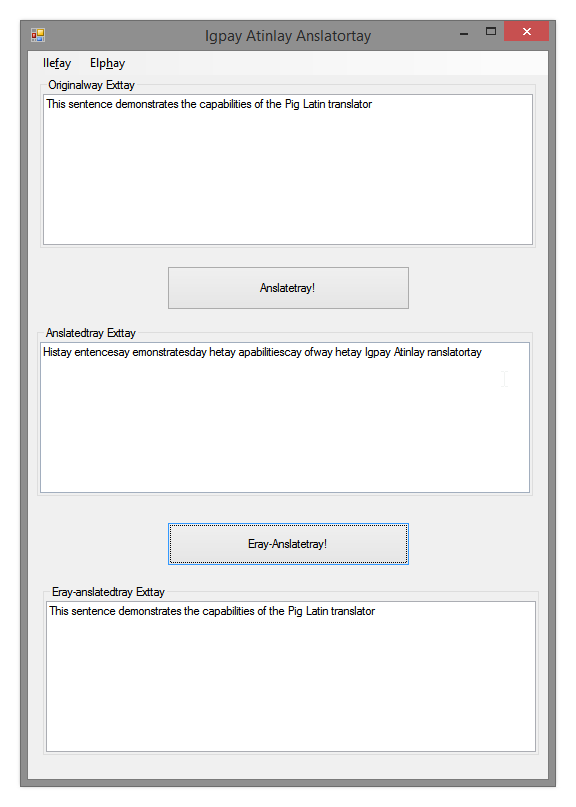 Igpay Atinlay Anslatortay
Ilefay Elphay
Originalway Exttay
This sentence demonstrates the capabilities of the Pig Latin translator
Anslatetray!
Anslatedtray Exttay
Histay entencesay emonstratesday hetay apabilitiescay ofway hetay Igpay Atinlay ranslatortay
Eray-Anslatetray!
Eray-anslatedtray Exttay
This sentence demonstrates the capabilities of the Pig Latin translator